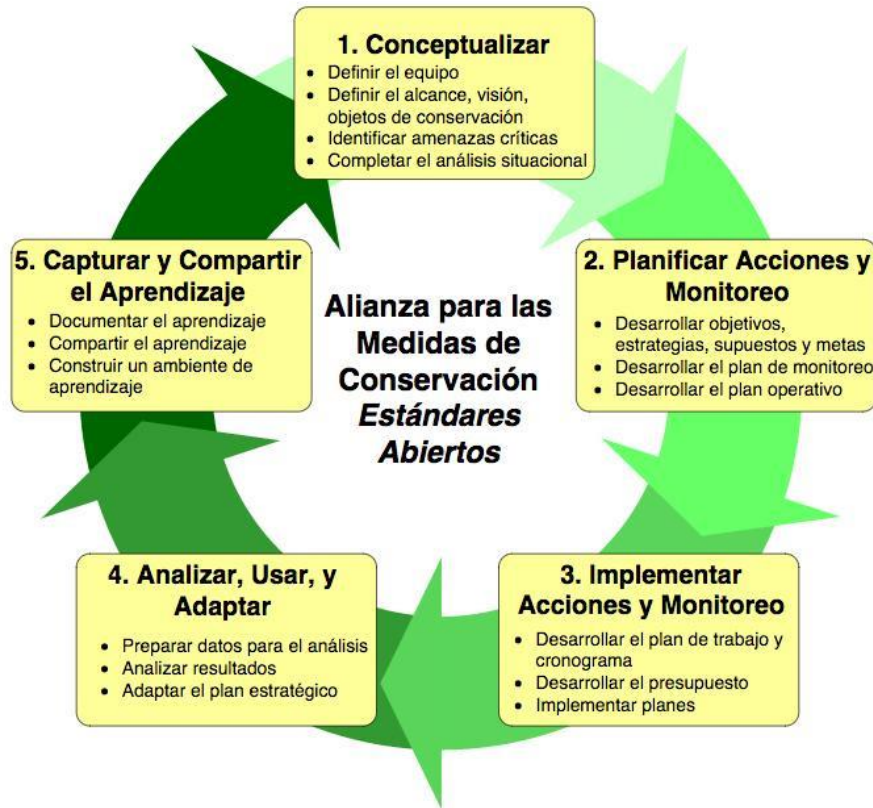 1. Conceptualizar
• Definir el equipo
• Definir el alcance, visión,
objetos de conservación
• Identificar amenazas críticas
• Completar el análisis situacional
2. Planificar Acciones y
Monitoreo
• Desarrollar objetivos,
estrategias, supuestos y metas
• Desarrollar el plan de monitoreo
• Desarrollar el plan operativo
3. Implementar
Acciones y Monitoreo
• Desarrollar el plan de trabajo y
cronograma
• Desarrollar el presupuesto
• Implementar planes
4. Analizar, Usar, y
Adaptar
• Preparar datos para el análisis
• Analizar resultados
• Adaptar el plan estratégico
5. Capturar y Compartir
el Aprendizaje
• Documentar el aprendizaje
• Compartir el aprendizaje
• Construir un ambiente de
aprendizaje
Alianza para las
Medidas de
Conservación
Estándares
Abiertos